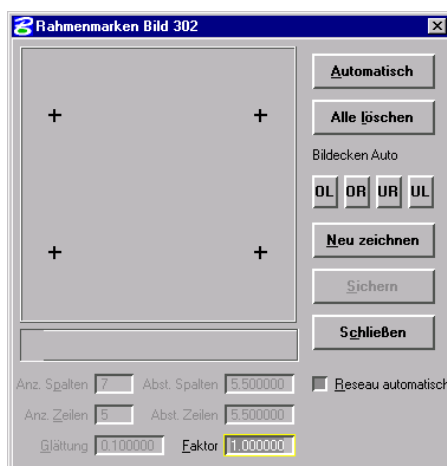 Rahmenmarken Bild 302
Automatisch
Alle löschen
Bildecken Auto
OL OR UR UL
Neu zeichnen
Sichern
Schließen
Anz. Spalten 7 Abst. Spalten 5.500000
Reseau automatisch
Anz. Zeilen 5 Abst. Zeilen 5.500000
Glättung 0.100000 Faktor 1.000000